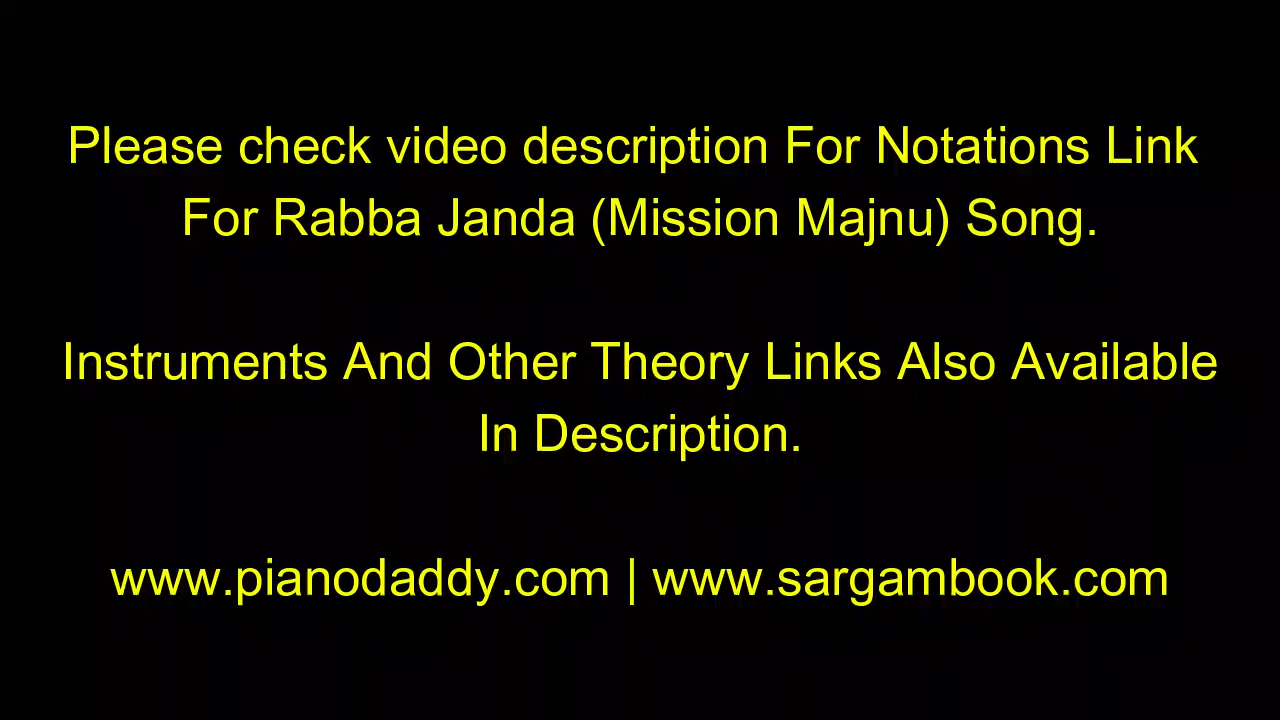 Please check video description For Notations Link
For Rabba Janda (Mission Majnu) Song.
Instruments And Other Theory Links Also Available
In Description.
www.pianodaddy.com | www.sargambook.com